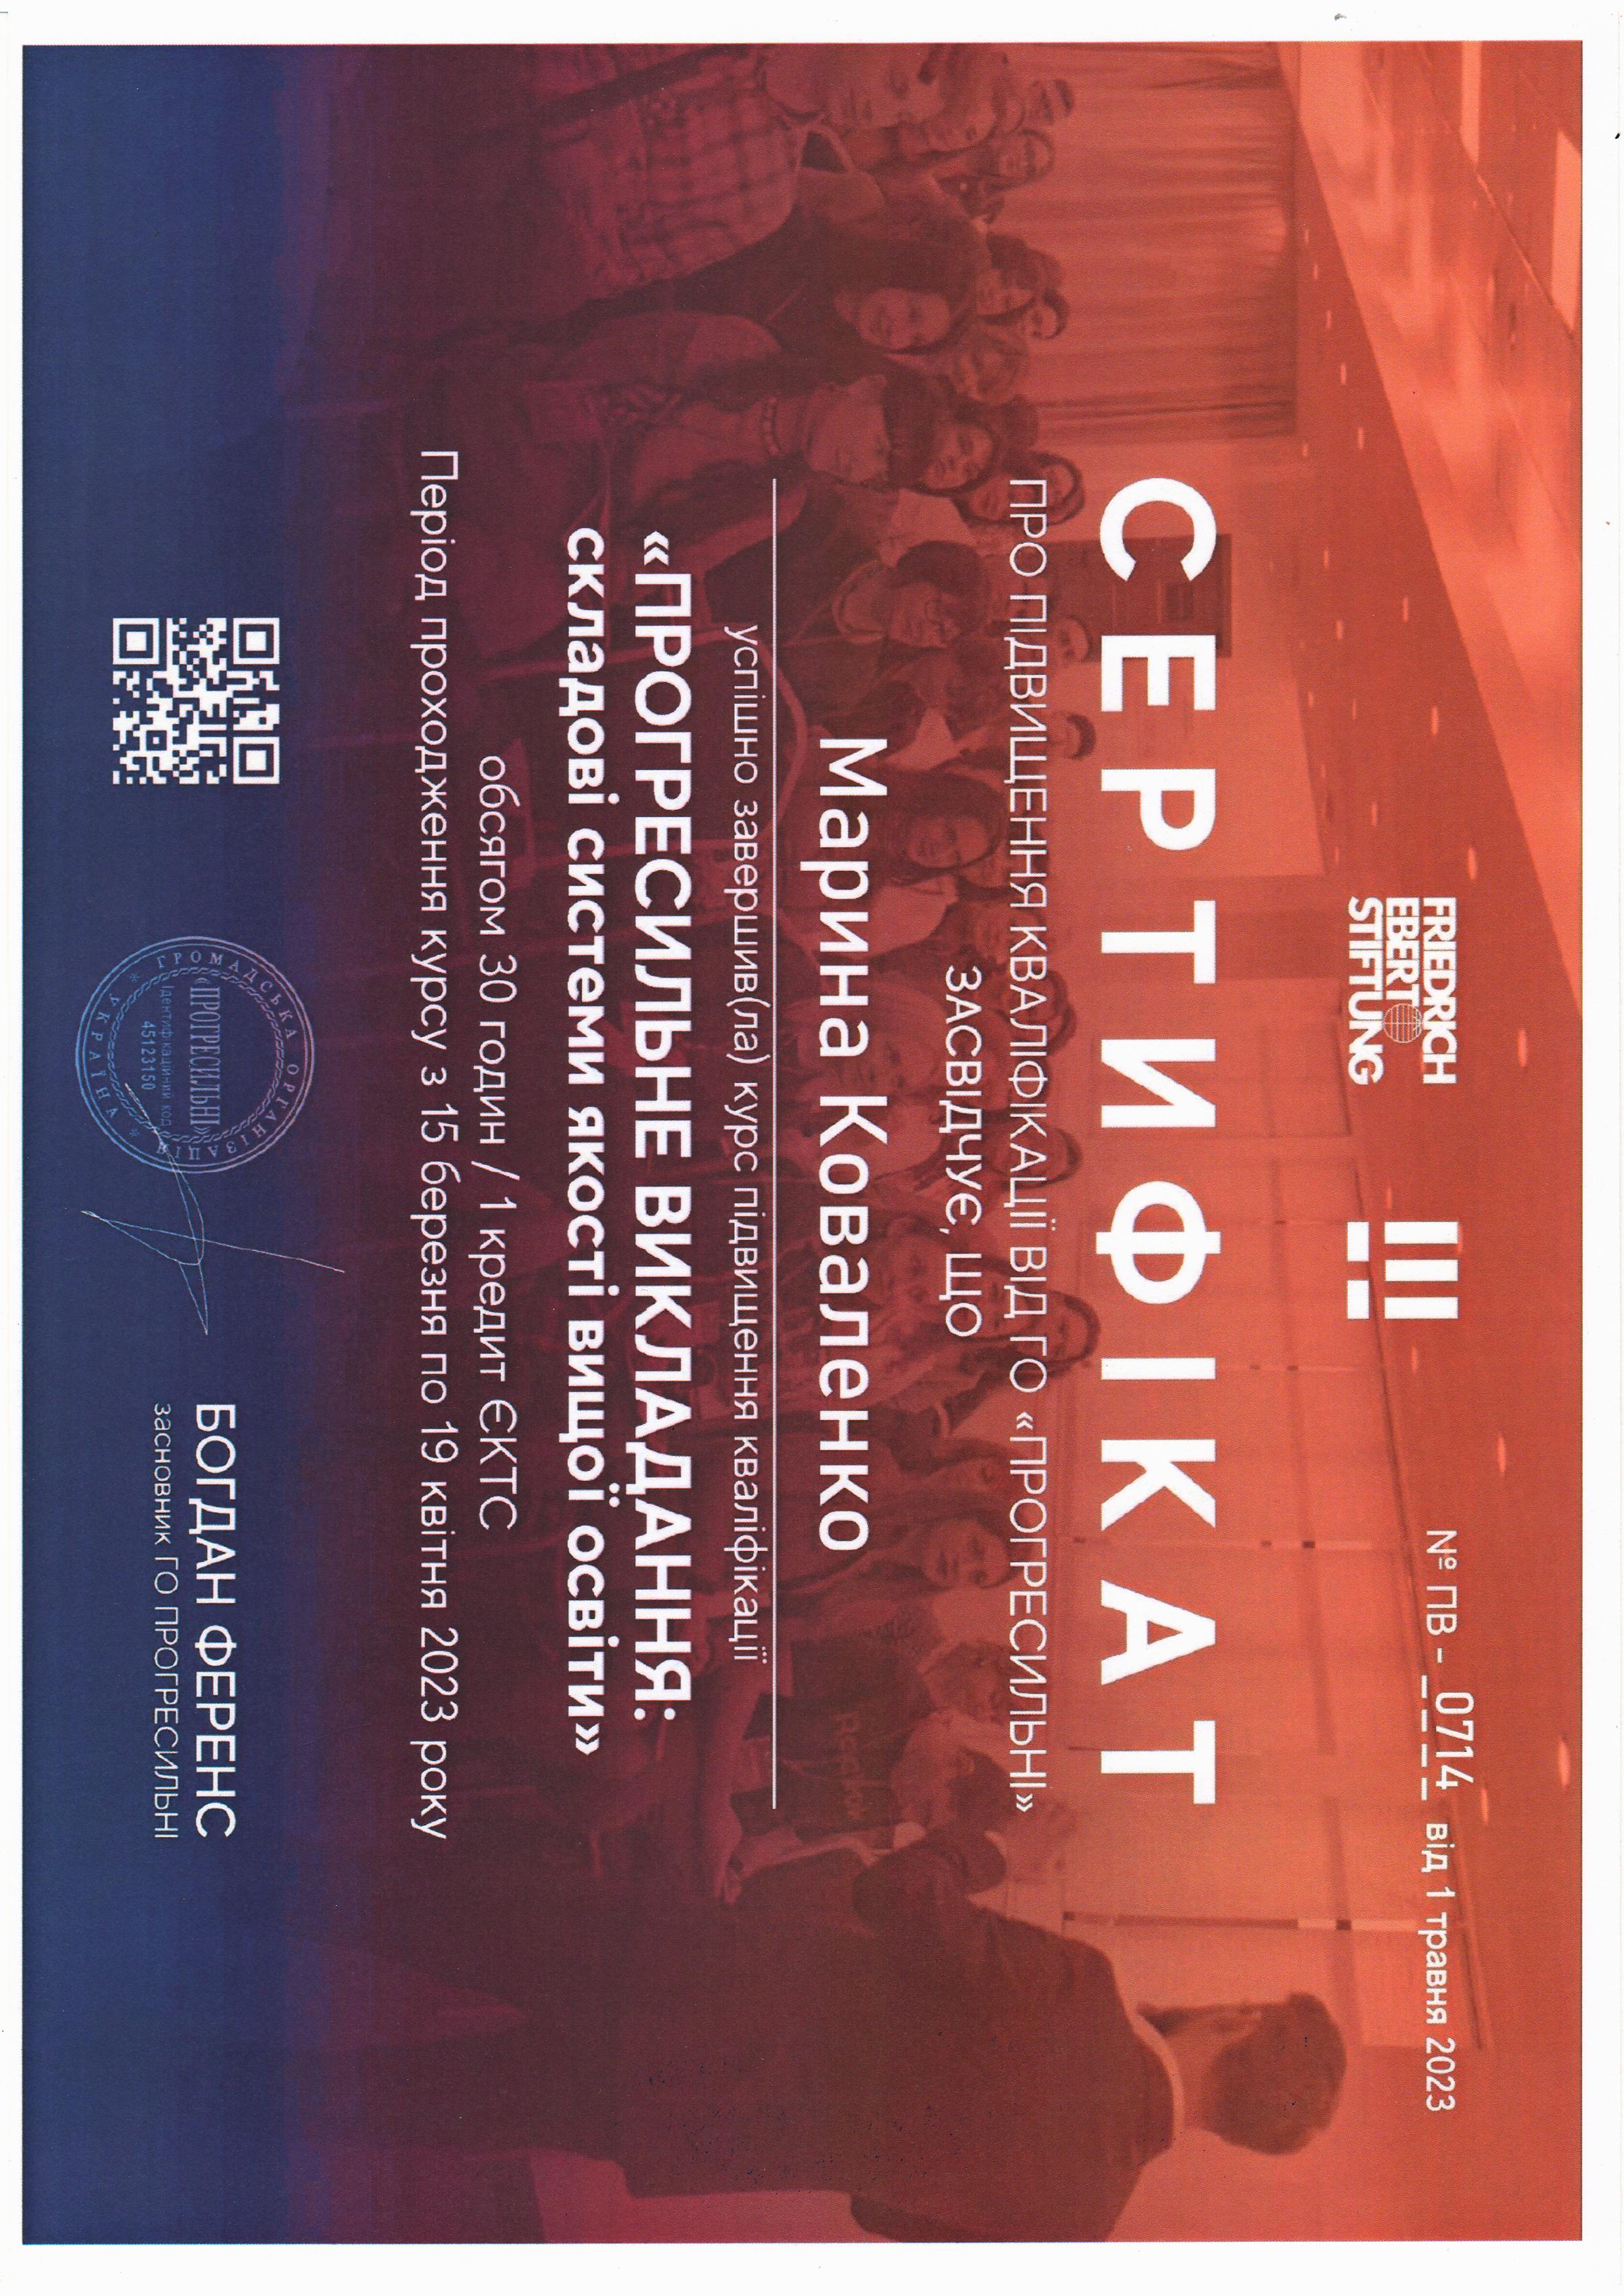 FRIEDRICH
EBERT
STIFTUNG
№ ПВ - 0714 від 1 травня 2023
СЕРТИФІКАТ
ПРО ПІДВИЩЕННЯ КВАЛІФІКАЦІЇ ВІД ГО «ПРОГРЕСИЛЬНІ»
ЗАСВІДЧУЄ, ЩО
Марина Коваленко
успішно завершив(ла) курс підвищення кваліфікації
«ПРОГРЕСИЛЬНЕ ВИКЛАДАННЯ:
складові системи якості вищої освіти»
обсягом 30 годин / 1 кредит ЄКТС
Період проходження курсу з 15 березня по 19 квітня 2023 року
ГРОМАДСЬКА ОРГАНІЗАЦІЯ
«ПРОГРЕСИЛЬНІ»
Ідентифікаційний код
45123150
* УКРАЇНА *
БОГДАН ФЕРЕНС
засновник ГО ПРОГРЕСИЛЬНІ
Reebok